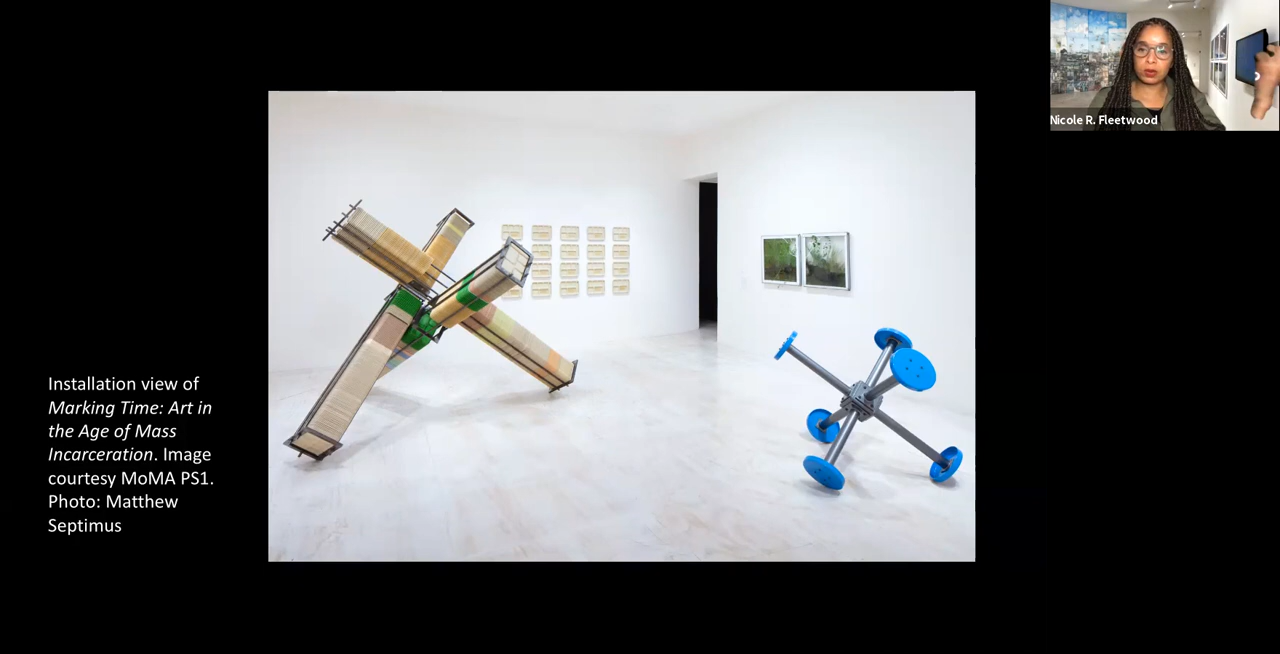 Nicole R. Fleetwood
Installation view of
Marking Time: Art in
the Age of Mass
Incarceration. Image
courtesy MoMA PS1.
Photo: Matthew
Septimus